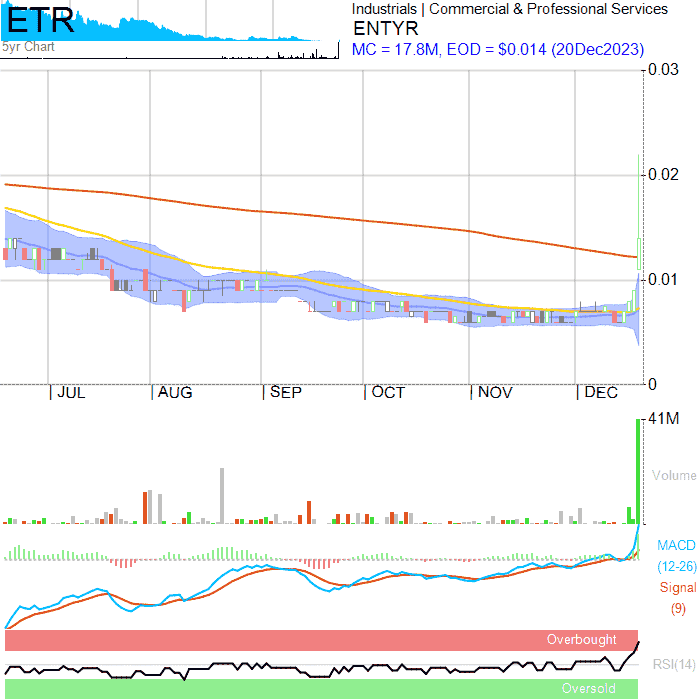 ETR
5yr Chart
Industrials | Commercial & Professional Services
ENTYR
MC = 17.8M, EOD = $0.014 (20Dec2023)
0.03
0.02
0.01
0
JUL AUG SEP OCT NOV DEC
41M
Volume
MACD
(12-26)
Signal
(9)
Overbought
RSI(14)
Oversold